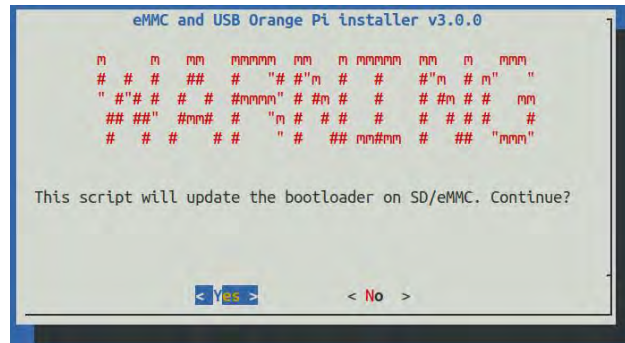 eMMC and USB Orange Pi installer v3.0.0
WARNING
This script will update the bootloader on SD/eMMC. Continue?
< Yes > < No >